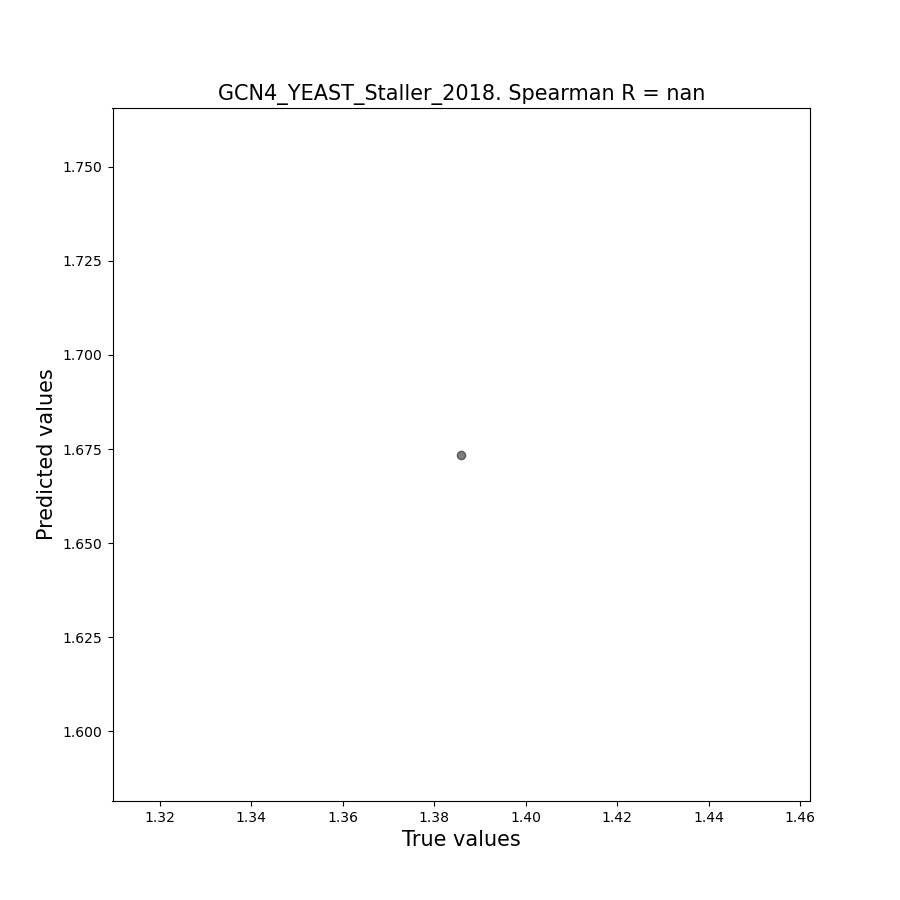 GCN4_YEAST_Staller_2018. Spearman R = nan
1.750
1.725
1.700
1.675
1.650
1.625
1.600
Predicted values
1.32 1.34 1.36 1.38 1.40 1.42 1.44 1.46
True values